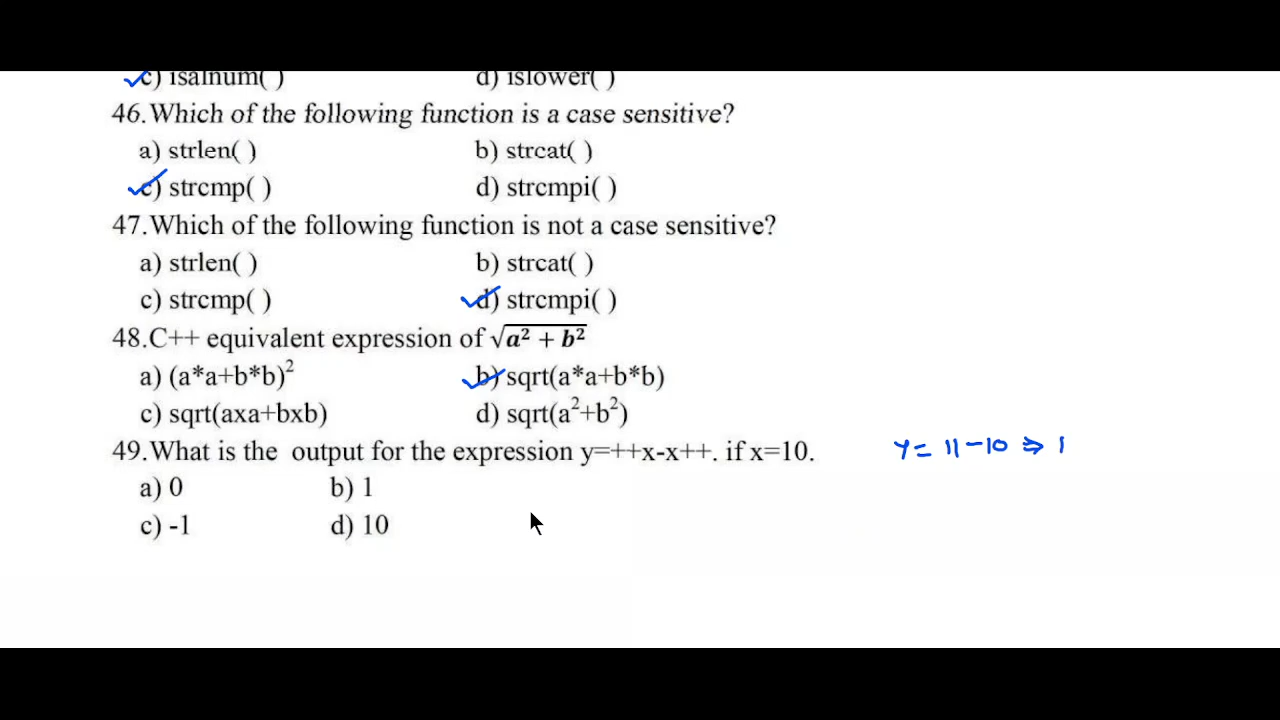 c) isalnum( ) d) islower( )
46.Which of the following function is a case sensitive?
a) strlen( ) b) strcat( )
c) strcmp( ) d) strcmpi( )
47.Which of the following function is not a case sensitive?
a) strlen( ) b) strcat( )
c) strcmp( ) d) strcmpi( )
48.C++ equivalent expression of √a² + b²
a) (a*a+b*b)² b) sqrt(a*a+b*b)
c) sqrt(axa+bxb) d) sqrt(a²+b²)
49.What is the output for the expression y=++x-x++. if x=10. y = 11-10 ⇒ 1
a) 0 b) 1
c) -1 d) 10